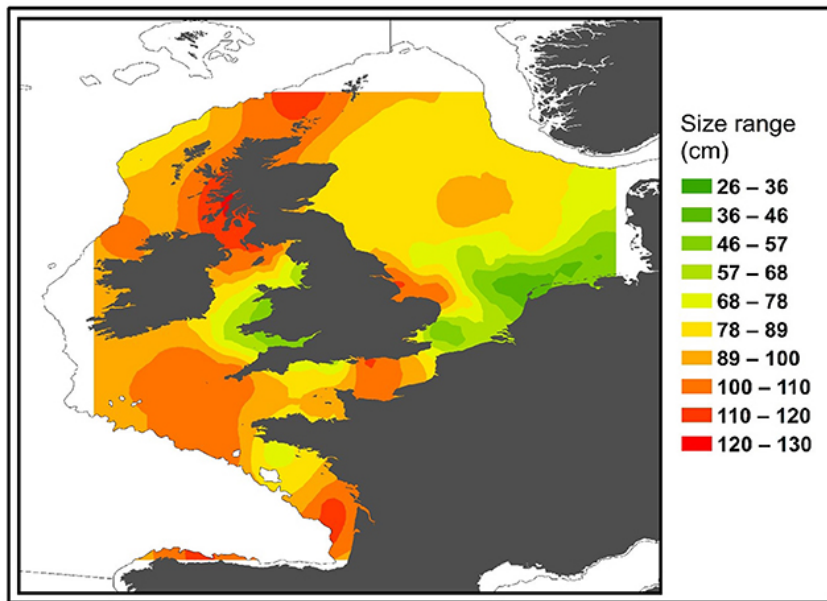 Size range
(cm)
26 – 36
36 – 46
46 – 57
57 – 68
68 – 78
78 – 89
89 – 100
100 – 110
110 – 120
120 – 130